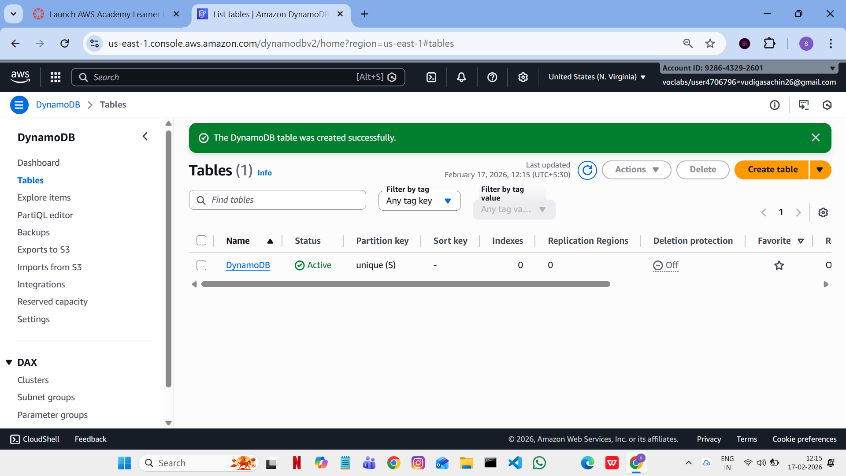 Launch AWS Academy Learner
List tables | Amazon DynamoDB
us-east-1.console.aws.amazon.com/dynamodbv2/home?region=us-east-1#tables
aws
Search
[Alt+S]
United States (N. Virginia)
Account ID: 9286-4329-2601
voclabs/user4706796=vudigasachin26@gmail.com
DynamoDB
Tables
DynamoDB
Dashboard
Tables
Explore items
PartiQL editor
Backups
Exports to S3
Imports from S3
Integrations
Reserved capacity
Settings
DAX
Clusters
Subnet groups
Parameter groups
The DynamoDB table was created successfully.
Tables (1) Info
Last updated
February 17, 2026, 12:15 (UTC+5:30)
Actions
Delete
Create table
Find tables
Filter by tag
Any tag key
Filter by tag
value
Any tag va...
1
Name Status Partition key Sort key Indexes Replication Regions Deletion protection Favorite
DynamoDB Active unique (S) - 0 0 Off
CloudShell Feedback
© 2026, Amazon Web Services, Inc. or its affiliates. Privacy Terms Cookie preferences
Search
ENG
IN
12:15
17-02-2026